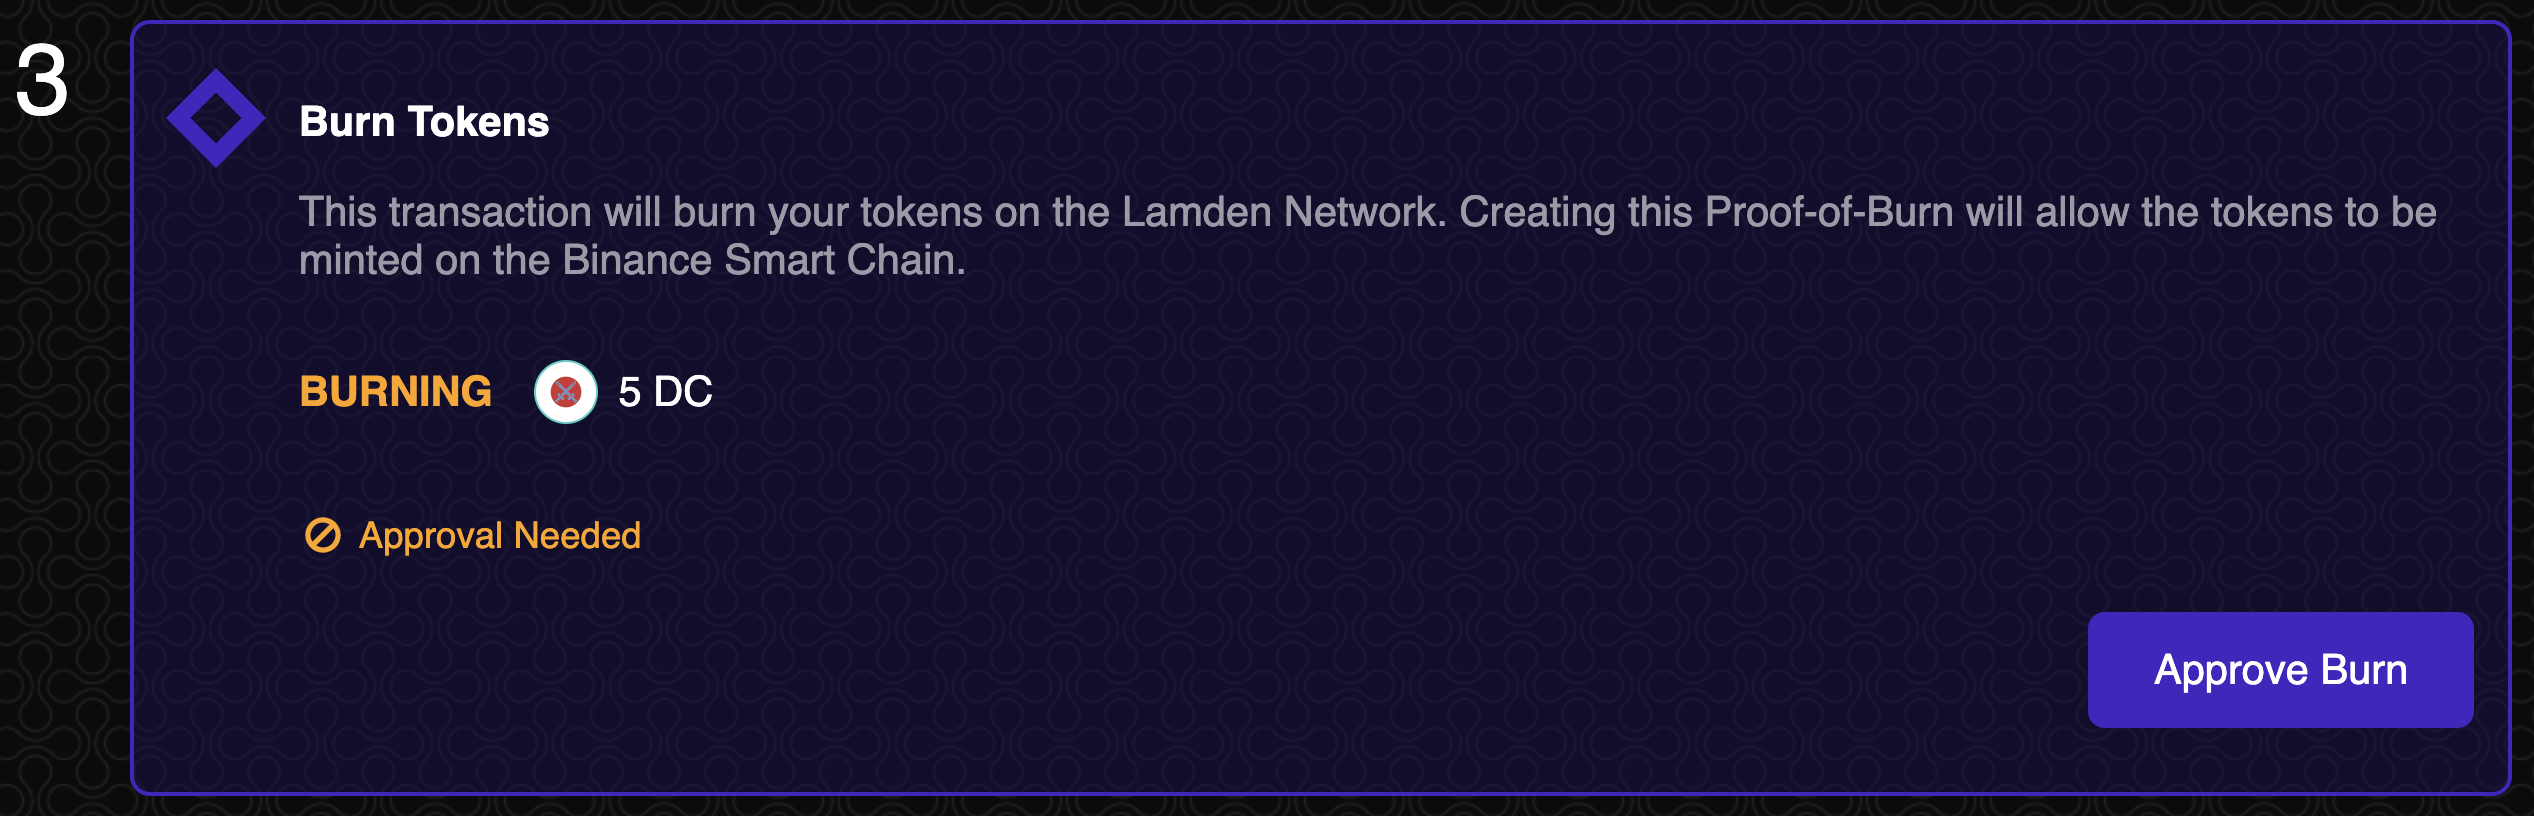 3
Burn Tokens
This transaction will burn your tokens on the Lamden Network. Creating this Proof-of-Burn will allow the tokens to be
minted on the Binance Smart Chain.
BURNING 5 DC
Approval Needed
Approve Burn